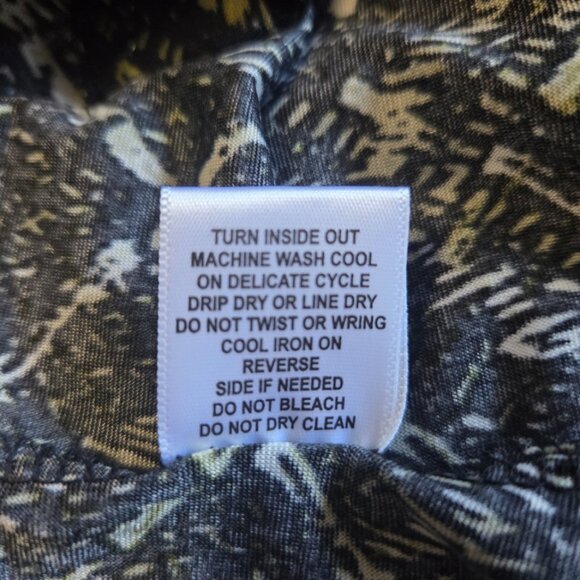 TURN INSIDE OUT
MACHINE WASH COOL
ON DELICATE CYCLE
DRIP DRY OR LINE DRY
DO NOT TWIST OR WRING
COOL IRON ON
REVERSE
SIDE IF NEEDED
DO NOT BLEACH
DO NOT DRY CLEAN